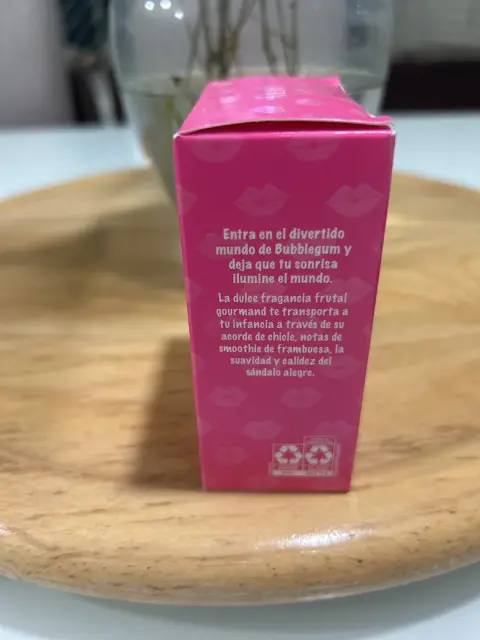 Entra en el divertido
mundo de Bubblegum y
deja que tu sonrisa
ilumine el mundo.
La dulce fragancia frutal
gourmand te transporta a
tu infancia a través de su
acorde de chicle, notas de
smoothie de frambuesa, la
suavidad y calidez del
sándalo alegre.